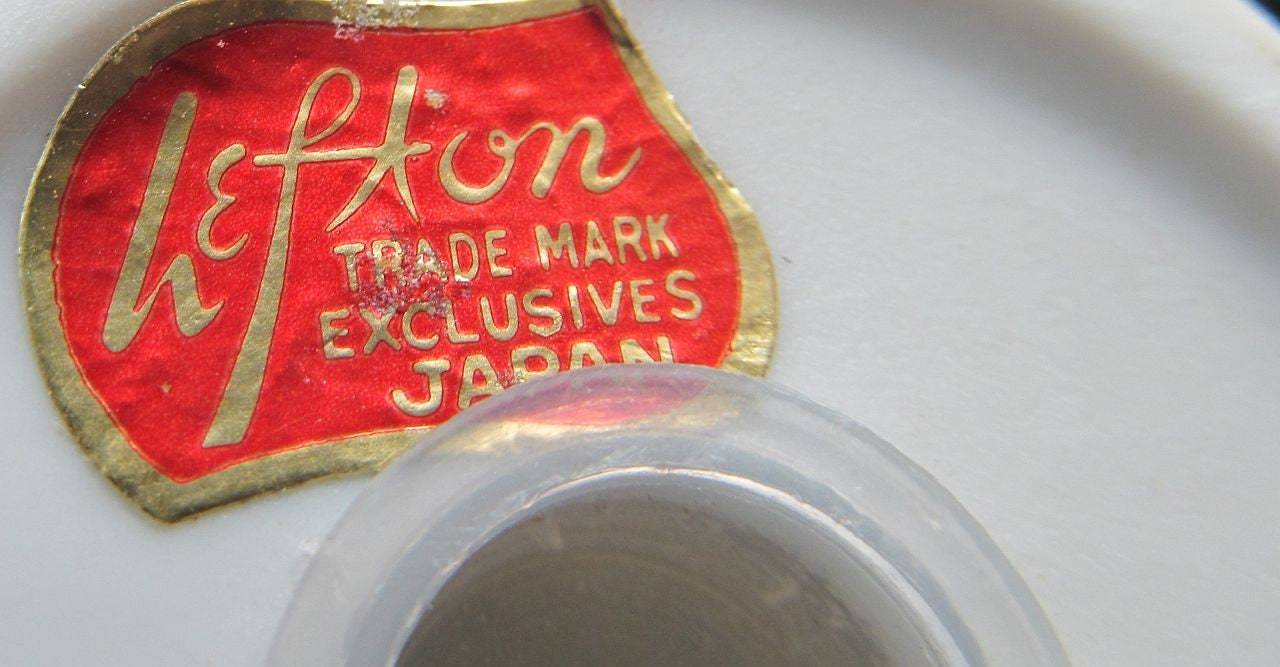 Lefton
TRADE MARK
EXCLUSIVES
JAPAN